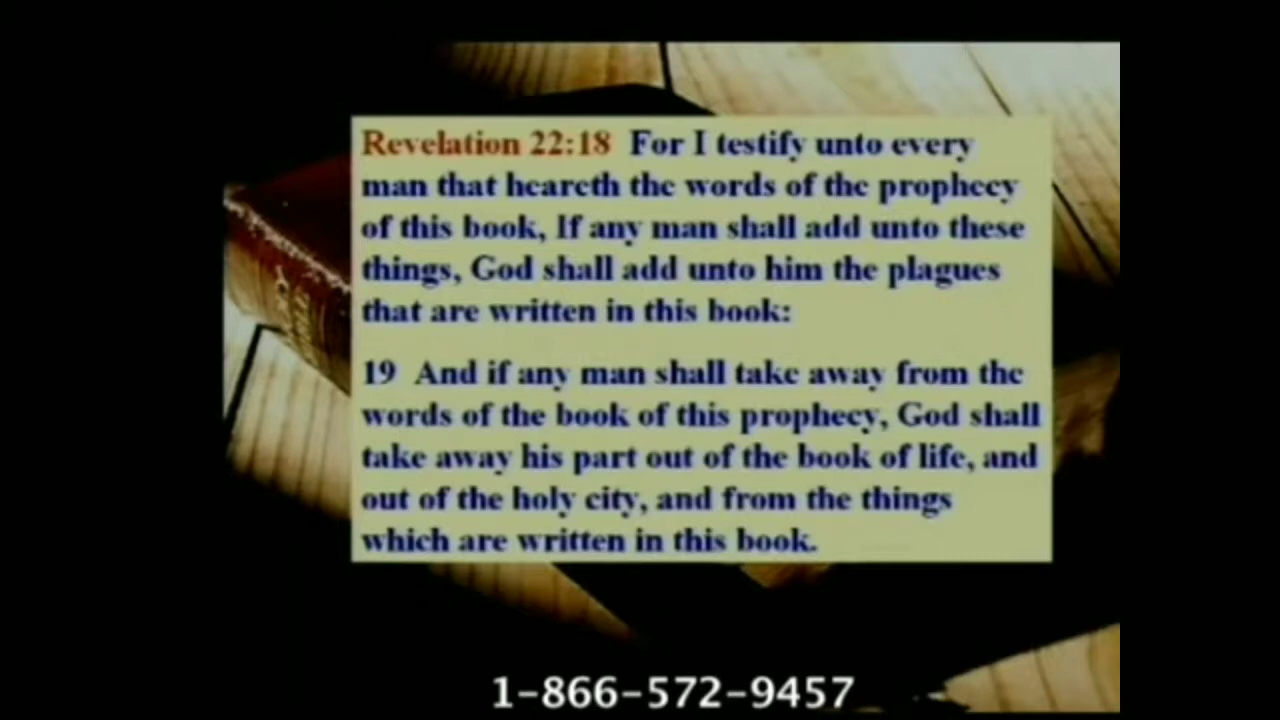 Revelation 22:18 For I testify unto every
man that heareth the words of the prophecy
of this book, If any man shall add unto these
things, God shall add unto him the plagues
that are written in this book:
19 And if any man shall take away from the
words of the book of this prophecy, God shall
take away his part out of the book of life, and
out of the holy city, and from the things
which are written in this book.
1-866-572-9457